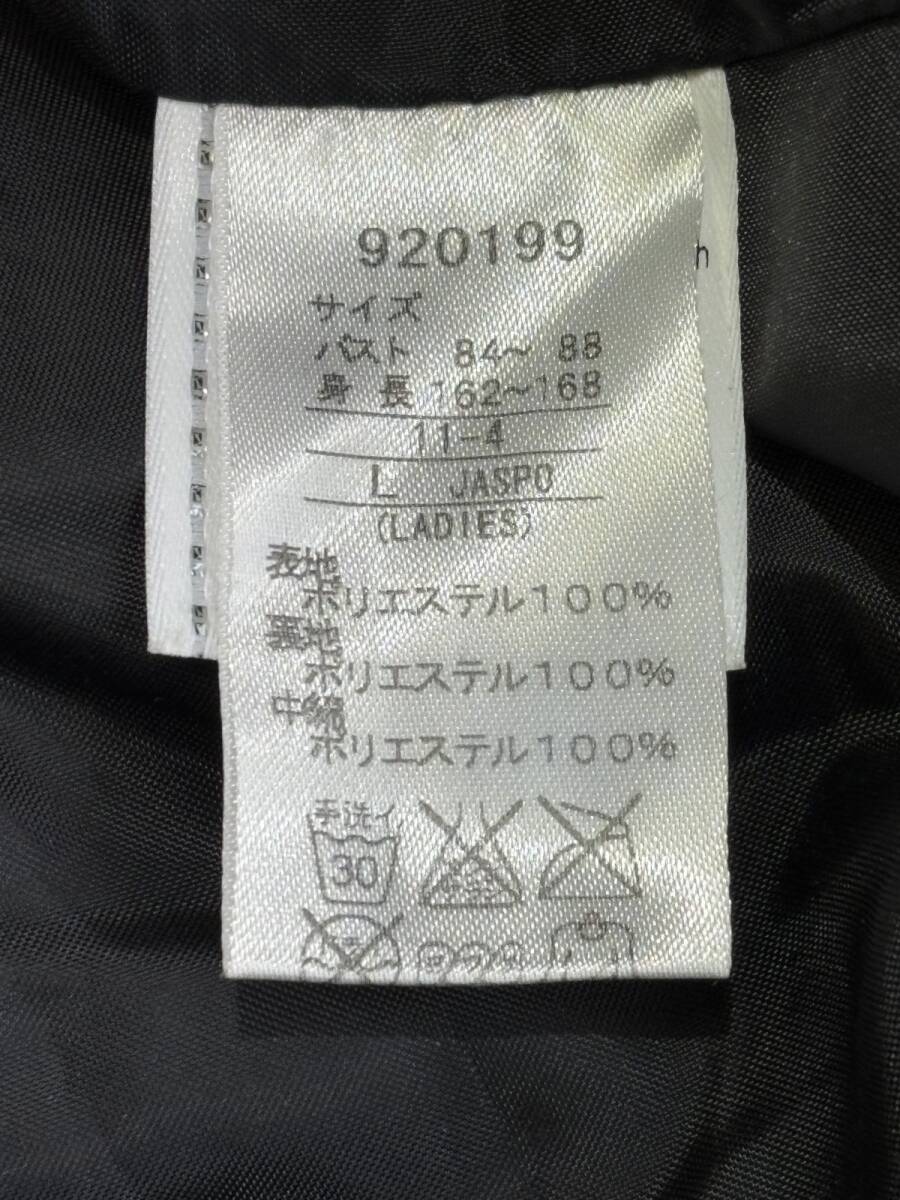 920199
n
サイズ
バスト 84～ 88
身 長 162～168
11-4
L JASPO
(LADIES)
表地
ポリエステル100%
裏地
ポリエステル100%
中綿
ポリエステル100%
手洗イ
30